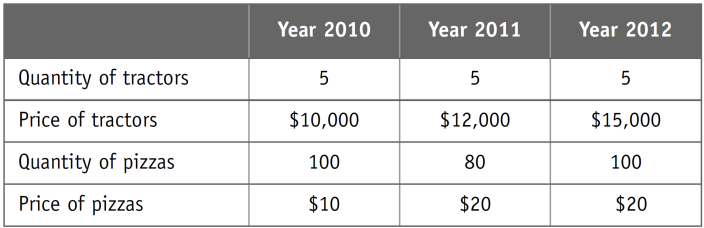 Year 2010 Year 2011 Year 2012
Quantity of tractors 5 5 5
Price of tractors $10,000 $12,000 $15,000
Quantity of pizzas 100 80 100
Price of pizzas $10 $20 $20